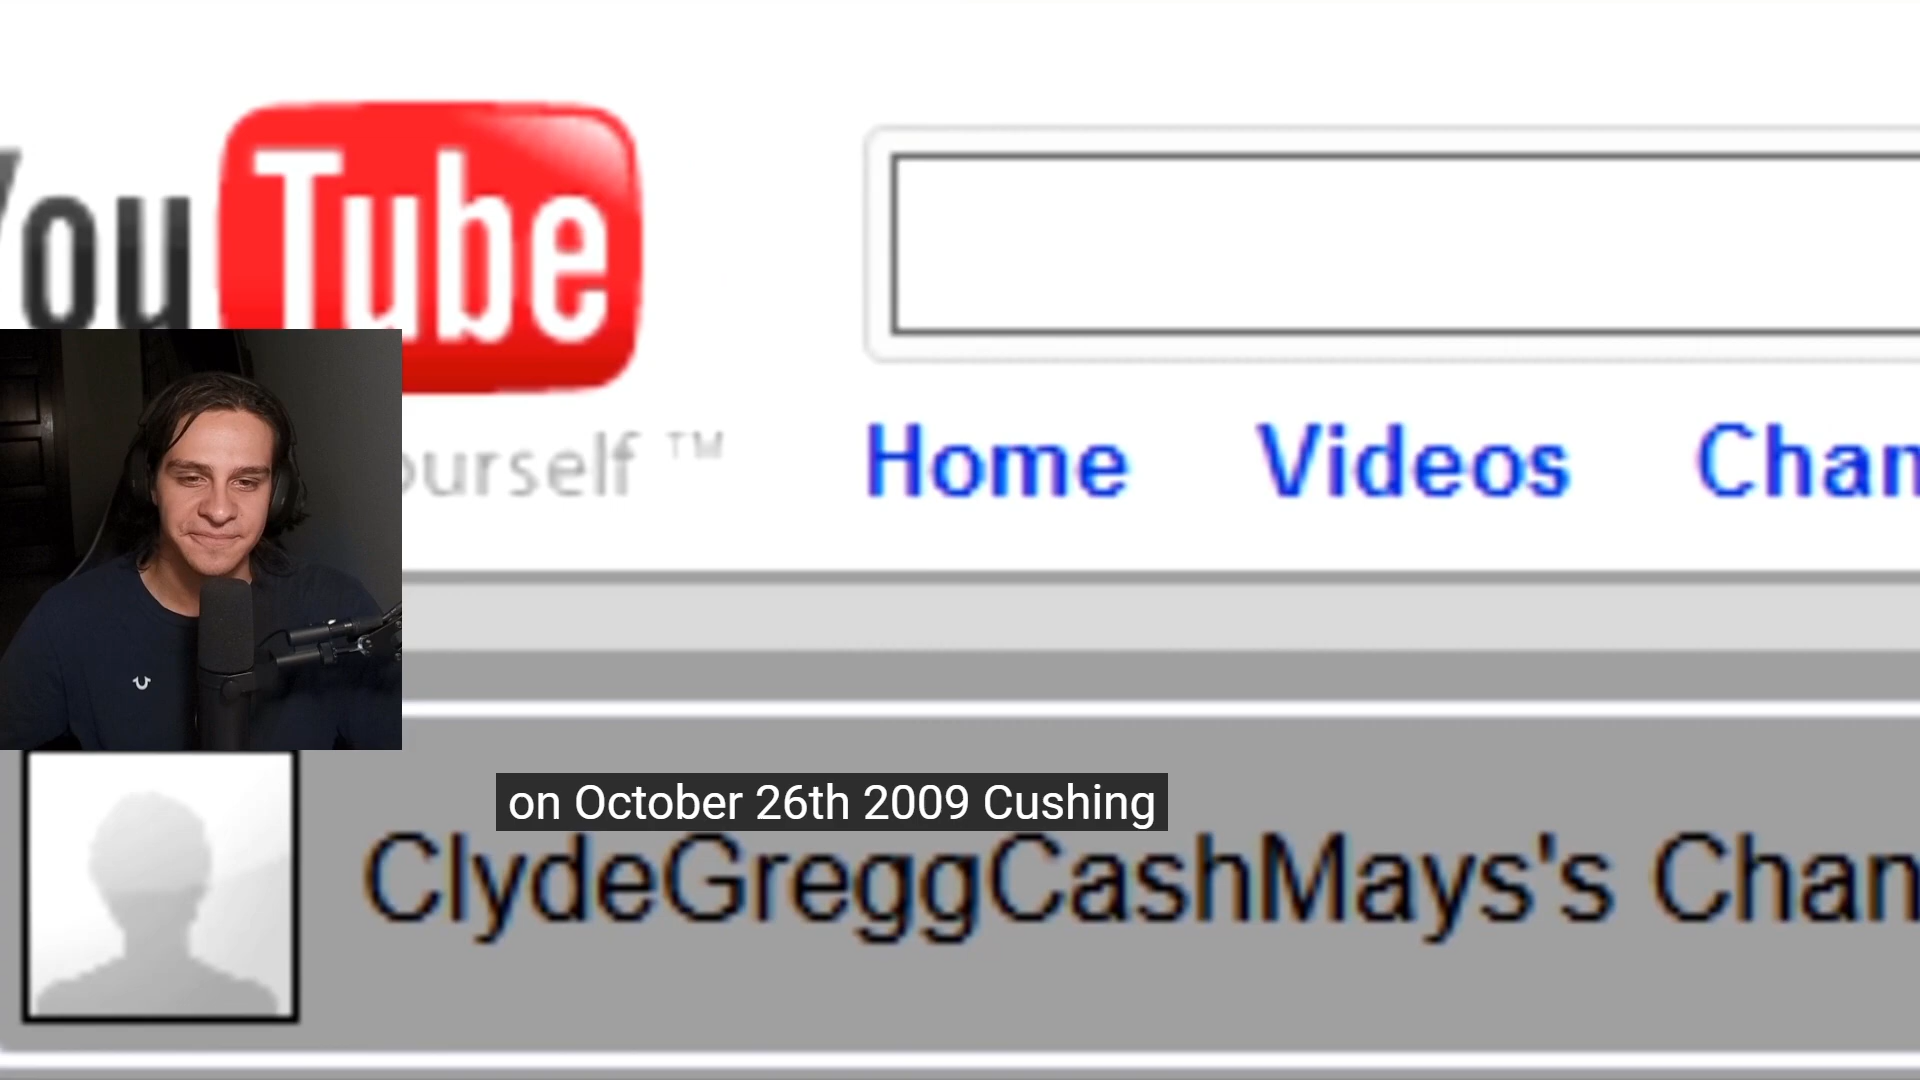 YouTube
ourself ™
Home Videos Chan
on October 26th 2009 Cushing
ClydeGreggCashMays's Chan